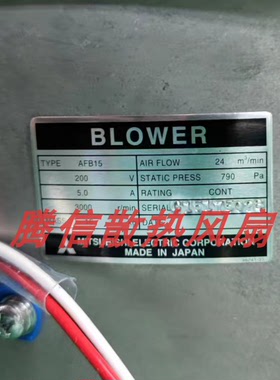 BLOWER
TYPE AFB15 AIR FLOW 24 m³/min
200 V STATIC PRESS 790 Pa
5.0 A RATING CONT
3000 r/min SERIAL
腾信散热风扇
ELECTRIC CORPORATION
MADE IN JAPAN